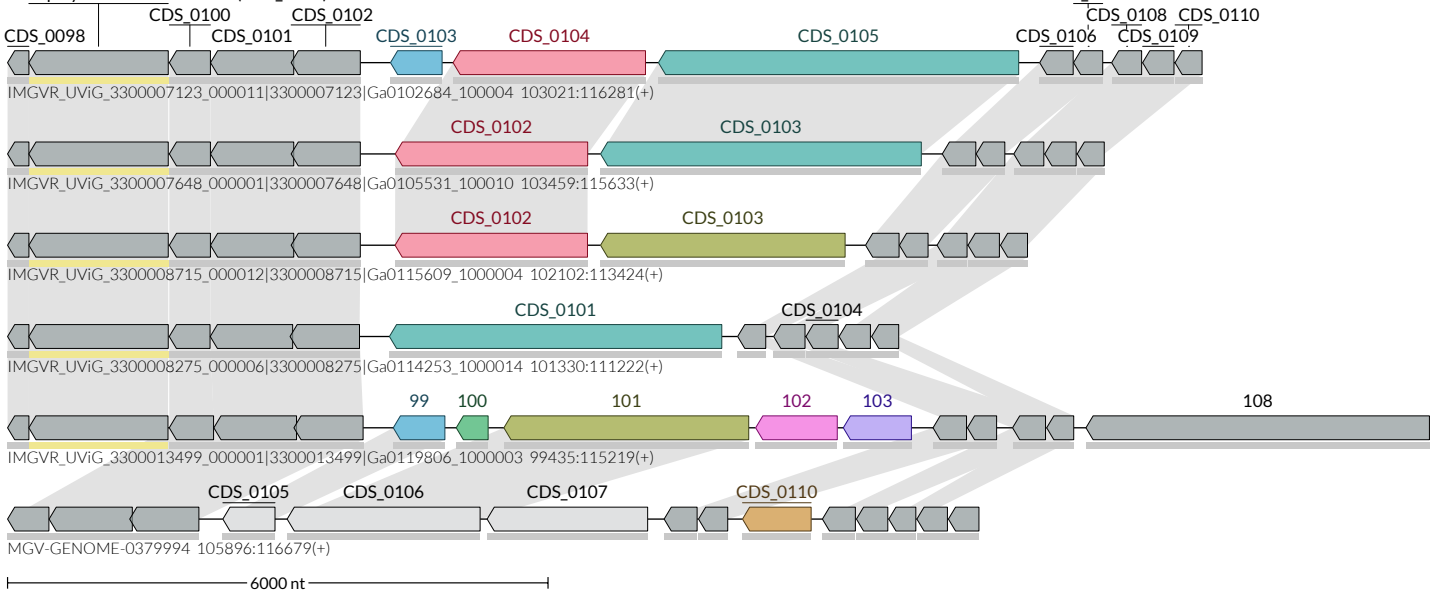 CDS_0100 CDS_0102 CDS_0108 CDS_0110
CDS_0098 CDS_0101 CDS_0103 CDS_0104 CDS_0105 CDS_0106 CDS_0109
IMGVR_UViG_3300007123_000011|3300007123|Ga0102684_100004 103021:116281(+)
CDS_0102 CDS_0103
IMGVR_UViG_3300007648_000001|3300007648|Ga0105531_100010 103459:115633(+)
CDS_0102 CDS_0103
IMGVR_UViG_3300008715_000012|3300008715|Ga0115609_1000004 102102:113424(+)
CDS_0101 CDS_0104
IMGVR_UViG_3300008275_000006|3300008275|Ga0114253_1000014 101330:111222(+)
99 100 101 102 103 108
IMGVR_UViG_3300013499_000001|3300013499|Ga0119806_1000003 99435:115219(+)
CDS_0105 CDS_0106 CDS_0107 CDS_0110
MGV-GENOME-0379994 105896:116679(+)
6000 nt